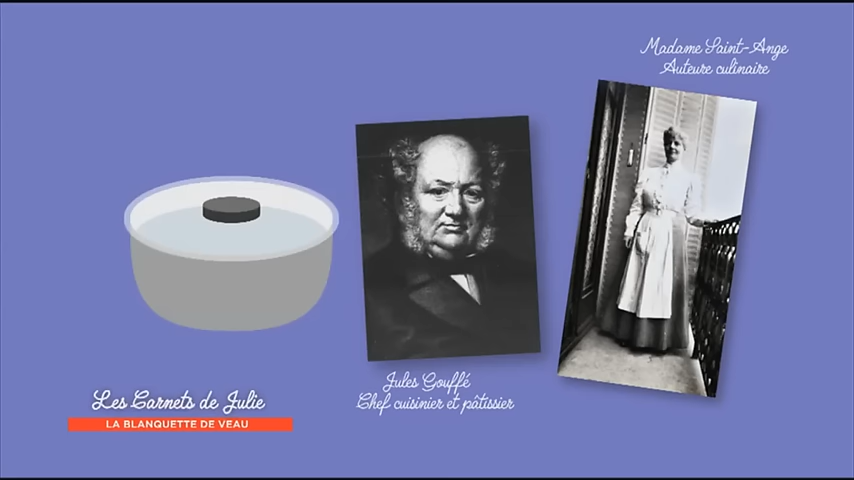 Madame Saint-Ange
Auteure culinaire
Jules Gouffé
Chef cuisinier et pâtissier
Les Carnets de Julie
LA BLANQUETTE DE VEAU